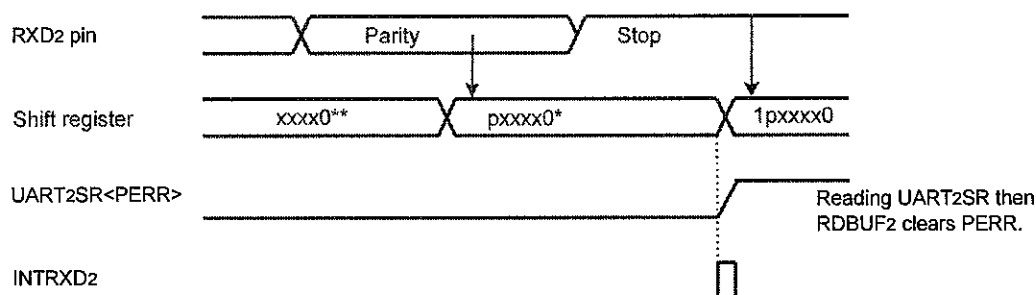 RXD2 pin
Parity
Stop
Shift register
xxxx0**
pxxxx0*
1pxxxx0
UART2SR<PERR>
Reading UART2SR then
RDBUF2 clears PERR.
INTRXD2